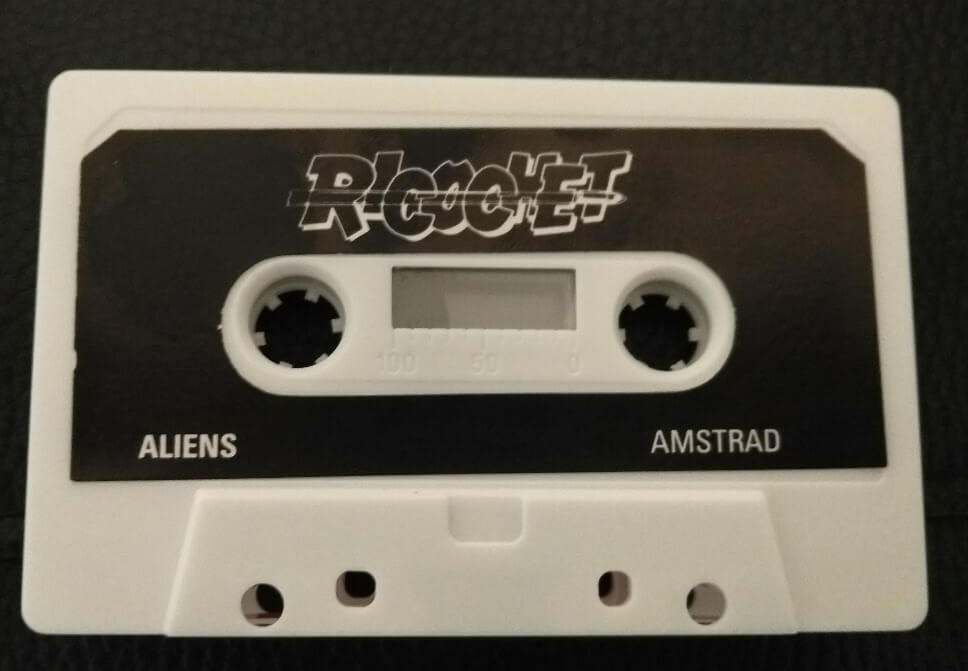 RICOCHET
100 50 0
ALIENS AMSTRAD